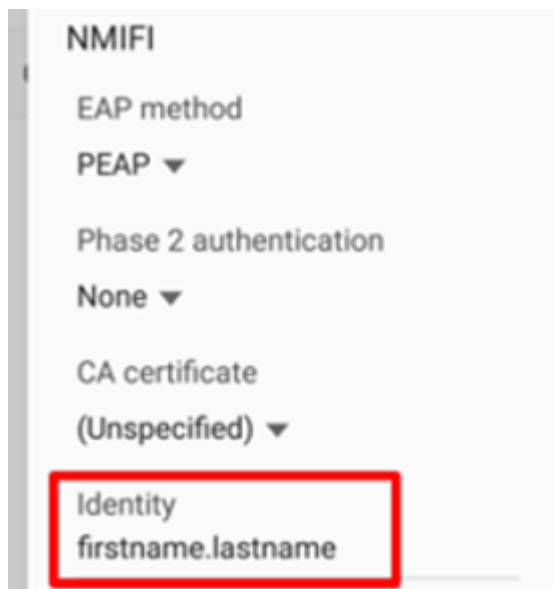 NMIFI
EAP method
PEAP
Phase 2 authentication
None
CA certificate
(Unspecified)
Identity
firstname.lastname